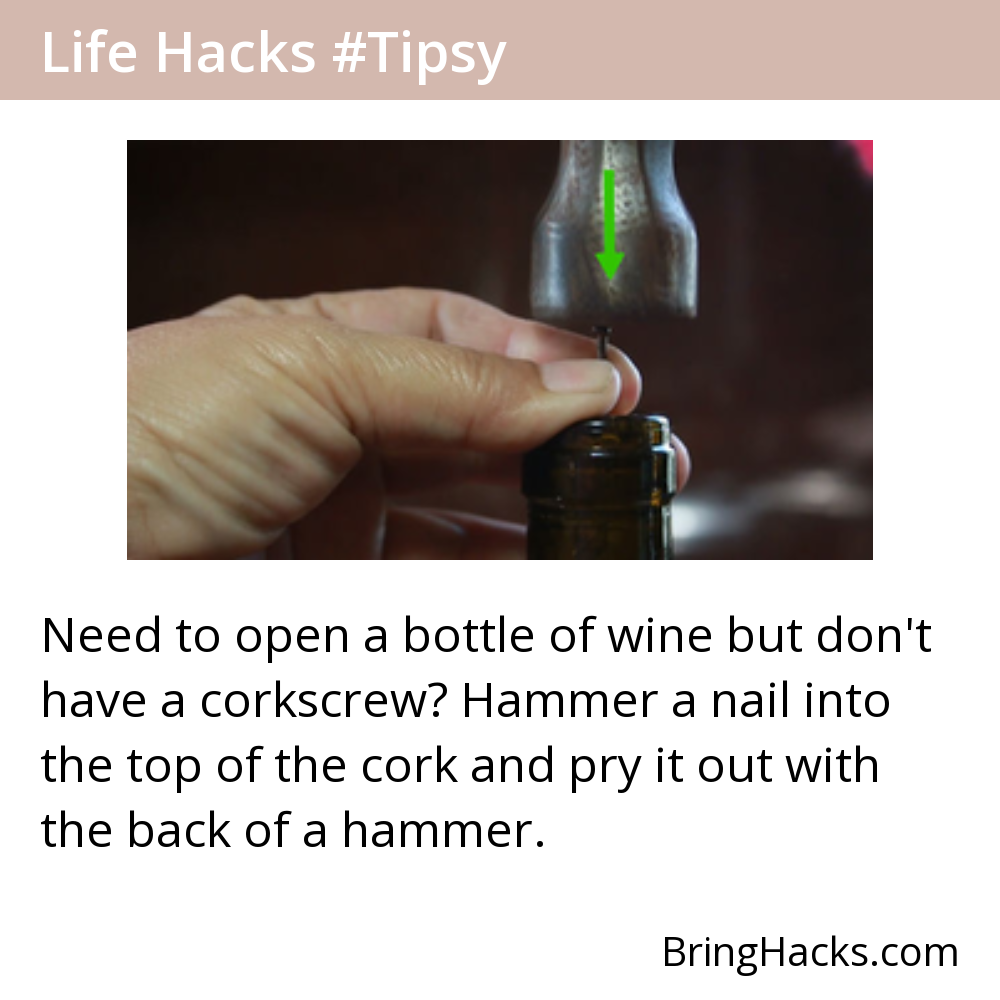 Life Hacks #Tipsy
Need to open a bottle of wine but don't
have a corkscrew? Hammer a nail into
the top of the cork and pry it out with
the back of a hammer.
BringHacks.com